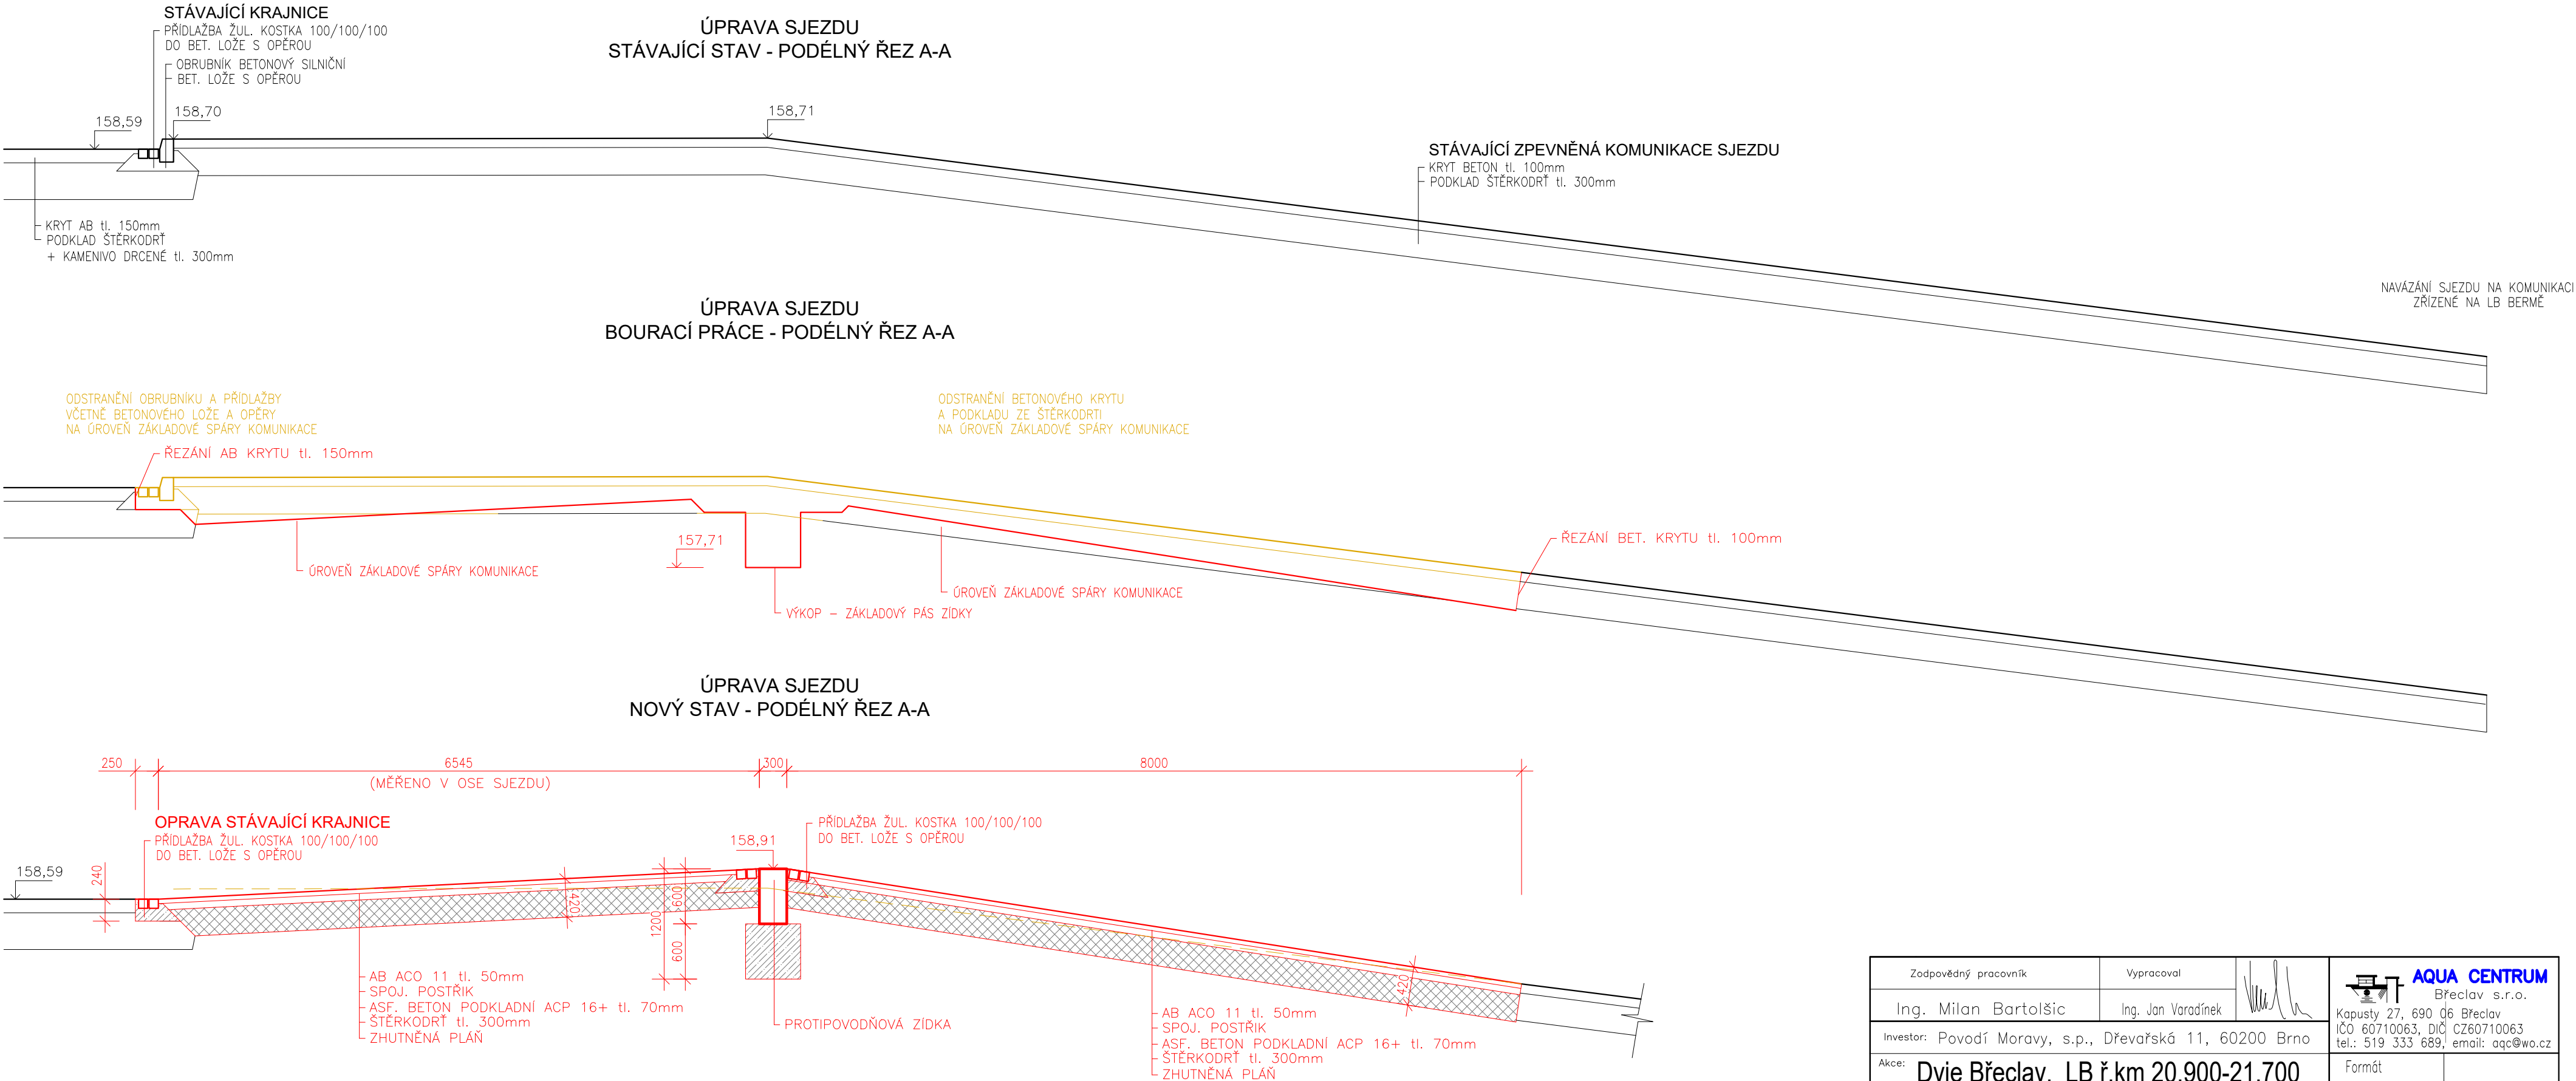 STÁVAJÍCÍ KRAJNICE
PŘÍDLAŽBA ŽUL. KOSTKA 100/100/100
DO BET. LOŽE S OPĚROU
OBRUBNÍK BETONOVÝ SILNIČNÍ
BET. LOŽE S OPĚROU
ÚPRAVA SJEZDU
STÁVAJÍCÍ STAV - PODÉLNÝ ŘEZ A-A
158,59
158,70
158,71
STÁVAJÍCÍ ZPEVNĚNÁ KOMUNIKACE SJEZDU
KRYT BETON tl. 100mm
PODKLAD ŠTĚRKODRŤ tl. 300mm
KRYT AB tl. 150mm
PODKLAD ŠTĚRKODRŤ
+ KAMENIVO DRCENÉ tl. 300mm
NAVÁZÁNÍ SJEZDU NA KOMUNIKACI
ZŘÍZENÉ NA LB BERMĚ
ÚPRAVA SJEZDU
BOURACÍ PRÁCE - PODÉLNÝ ŘEZ A-A
ODSTRANĚNÍ OBRUBNÍKU A PŘÍDLAŽBY
VČETNĚ BETONOVÉHO LOŽE A OPĚRY
NA ÚROVEŇ ZÁKLADOVÉ SPÁRY KOMUNIKACE
ODSTRANĚNÍ BETONOVÉHO KRYTU
A PODKLADU ZE ŠTĚRKODRTI
NA ÚROVEŇ ZÁKLADOVÉ SPÁRY KOMUNIKACE
ŘEZÁNÍ AB KRYTU tl. 150mm
157,71
ŘEZÁNÍ BET. KRYTU tl. 100mm
ÚROVEŇ ZÁKLADOVÉ SPÁRY KOMUNIKACE
ÚROVEŇ ZÁKLADOVÉ SPÁRY KOMUNIKACE
VÝKOP - ZÁKLADOVÝ PÁS ZÍDKY
ÚPRAVA SJEZDU
NOVÝ STAV - PODÉLNÝ ŘEZ A-A
250
6545
300
8000
(MĚŘENO V OSE SJEZDU)
OPRAVA STÁVAJÍCÍ KRAJNICE
PŘÍDLAŽBA ŽUL. KOSTKA 100/100/100
DO BET. LOŽE S OPĚROU
PŘÍDLAŽBA ŽUL. KOSTKA 100/100/100
DO BET. LOŽE S OPĚROU
158,91
158,59
240
420
1200
600
600
420
AB ACO 11 tl. 50mm
SPOJ. POSTŘIK
ASF. BETON PODKLADNÍ ACP 16+ tl. 70mm
ŠTĚRKODRŤ tl. 300mm
ZHUTNĚNÁ PLÁŇ
PROTIPOVODŇOVÁ ZÍDKA
AB ACO 11 tl. 50mm
SPOJ. POSTŘIK
ASF. BETON PODKLADNÍ ACP 16+ tl. 70mm
ŠTĚRKODRŤ tl. 300mm
ZHUTNĚNÁ PLÁŇ
Zodpovědný pracovník
Vypracoval
Ing. Milan Bartolšic
Ing. Jan Varadínek
AQUA CENTRUM
Břeclav s.r.o.
Kapusty 27, 690 06 Břeclav
IČO 60710063, DIČ CZ60710063
tel.: 519 333 689, email: aqc@wo.cz
Investor: Povodí Moravy, s.p., Dřevařská 11, 60200 Brno
Akce: Dyje Břeclav, LB ř.km 20,900-21,700
Formát